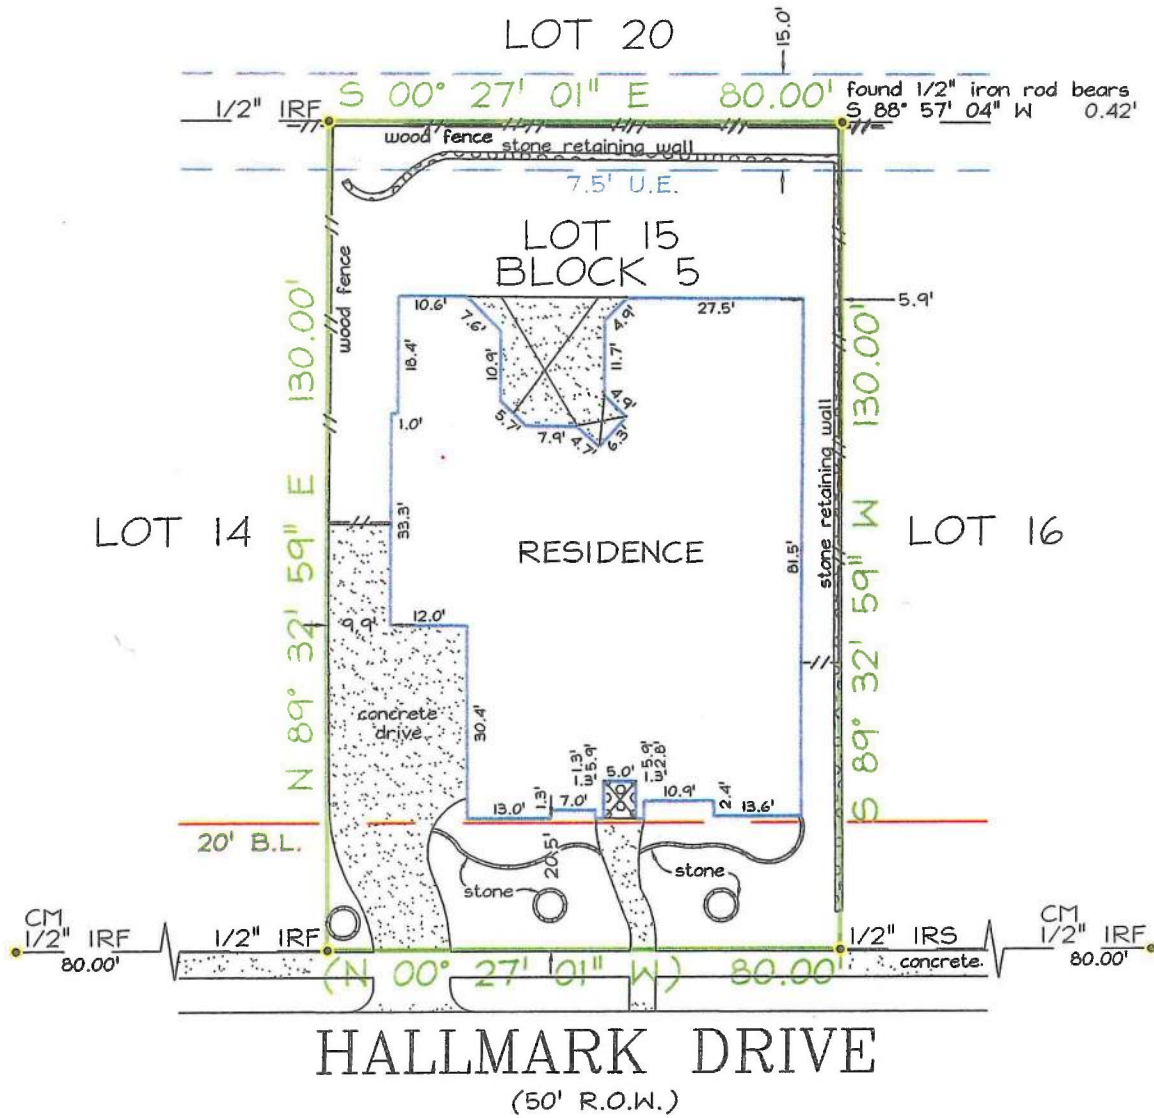 LOT 20
15.0'
S 00° 27' 01" E 80.00'
found 1/2" iron rod bears
S 88° 57' 04" W 0.42'
1/2" IRF
wood fence
stone retaining wall
7.5' U.E.
LOT 15
BLOCK 5
wood fence
10.6'
7.6'
4.9'
27.5'
5.9'
18.4'
10.9'
11.7'
N 89° 32' 59" E 130.00'
S 89° 32' 59" W 130.00'
1.0'
5.7'
7.9'
4.7'
6.3'
4.9'
stone retaining wall
LOT 14
33.3'
RESIDENCE
81.5'
LOT 16
9.9'
12.0'
concrete
drive
30.4'
13.0'
1.3'
7.0'
1.3'
5.9'
5.0'
5.9'
2.8'
10.9'
2.4'
13.6'
20' B.L.
20.5'
stone
stone
CM
1/2" IRF
80.00'
1/2" IRF
1/2" IRS
concrete
CM
1/2" IRF
80.00'
(N 00° 27' 01" W) 80.00'
HALLMARK DRIVE
(50' R.O.W.)